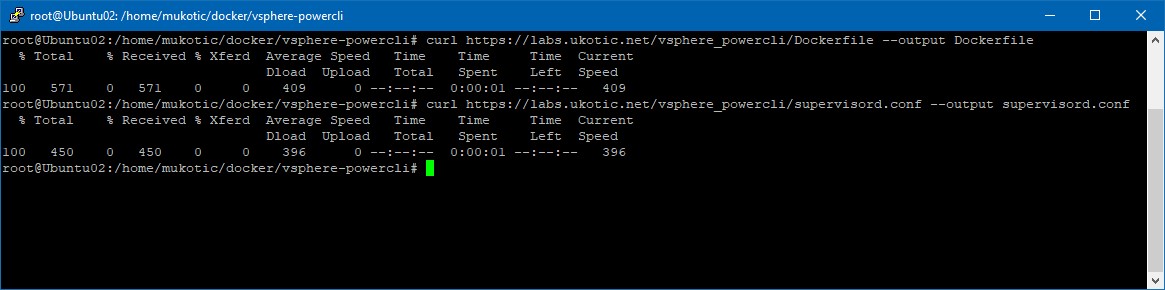 root@Ubuntu02: /home/mukotic/docker/vsphere-powercli
root@Ubuntu02:/home/mukotic/docker/vsphere-powercli# curl https://labs.ukotic.net/vsphere_powercli/Dockerfile --output Dockerfile
  % Total    % Received % Xferd  Average Speed   Time    Time     Time  Current
                                 Dload  Upload   Total   Spent    Left  Speed
100   571    0   571    0     0    409      0 --:--:--  0:00:01 --:--:--   409
root@Ubuntu02:/home/mukotic/docker/vsphere-powercli# curl https://labs.ukotic.net/vsphere_powercli/supervisord.conf --output supervisord.conf
  % Total    % Received % Xferd  Average Speed   Time    Time     Time  Current
                                 Dload  Upload   Total   Spent    Left  Speed
100   450    0   450    0     0    396      0 --:--:--  0:00:01 --:--:--   396
root@Ubuntu02:/home/mukotic/docker/vsphere-powercli#